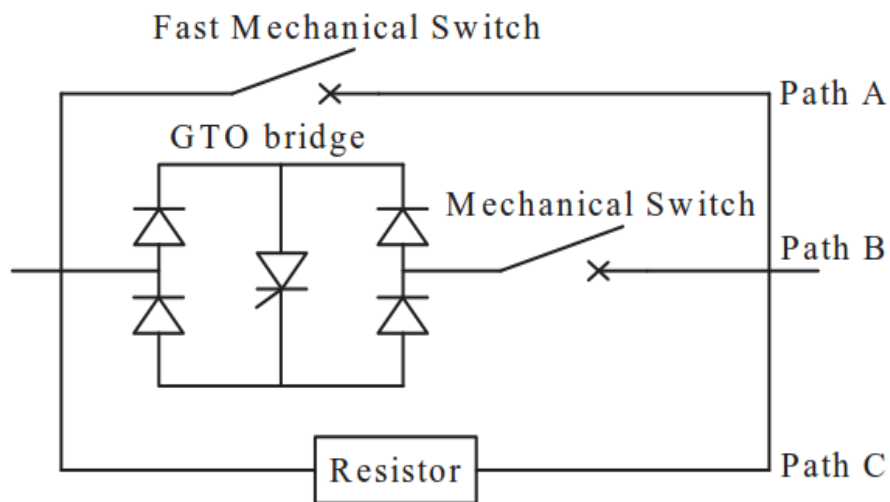 Fast Mechanical Switch
Path A
GTO bridge
Mechanical Switch
Path B
Resistor
Path C